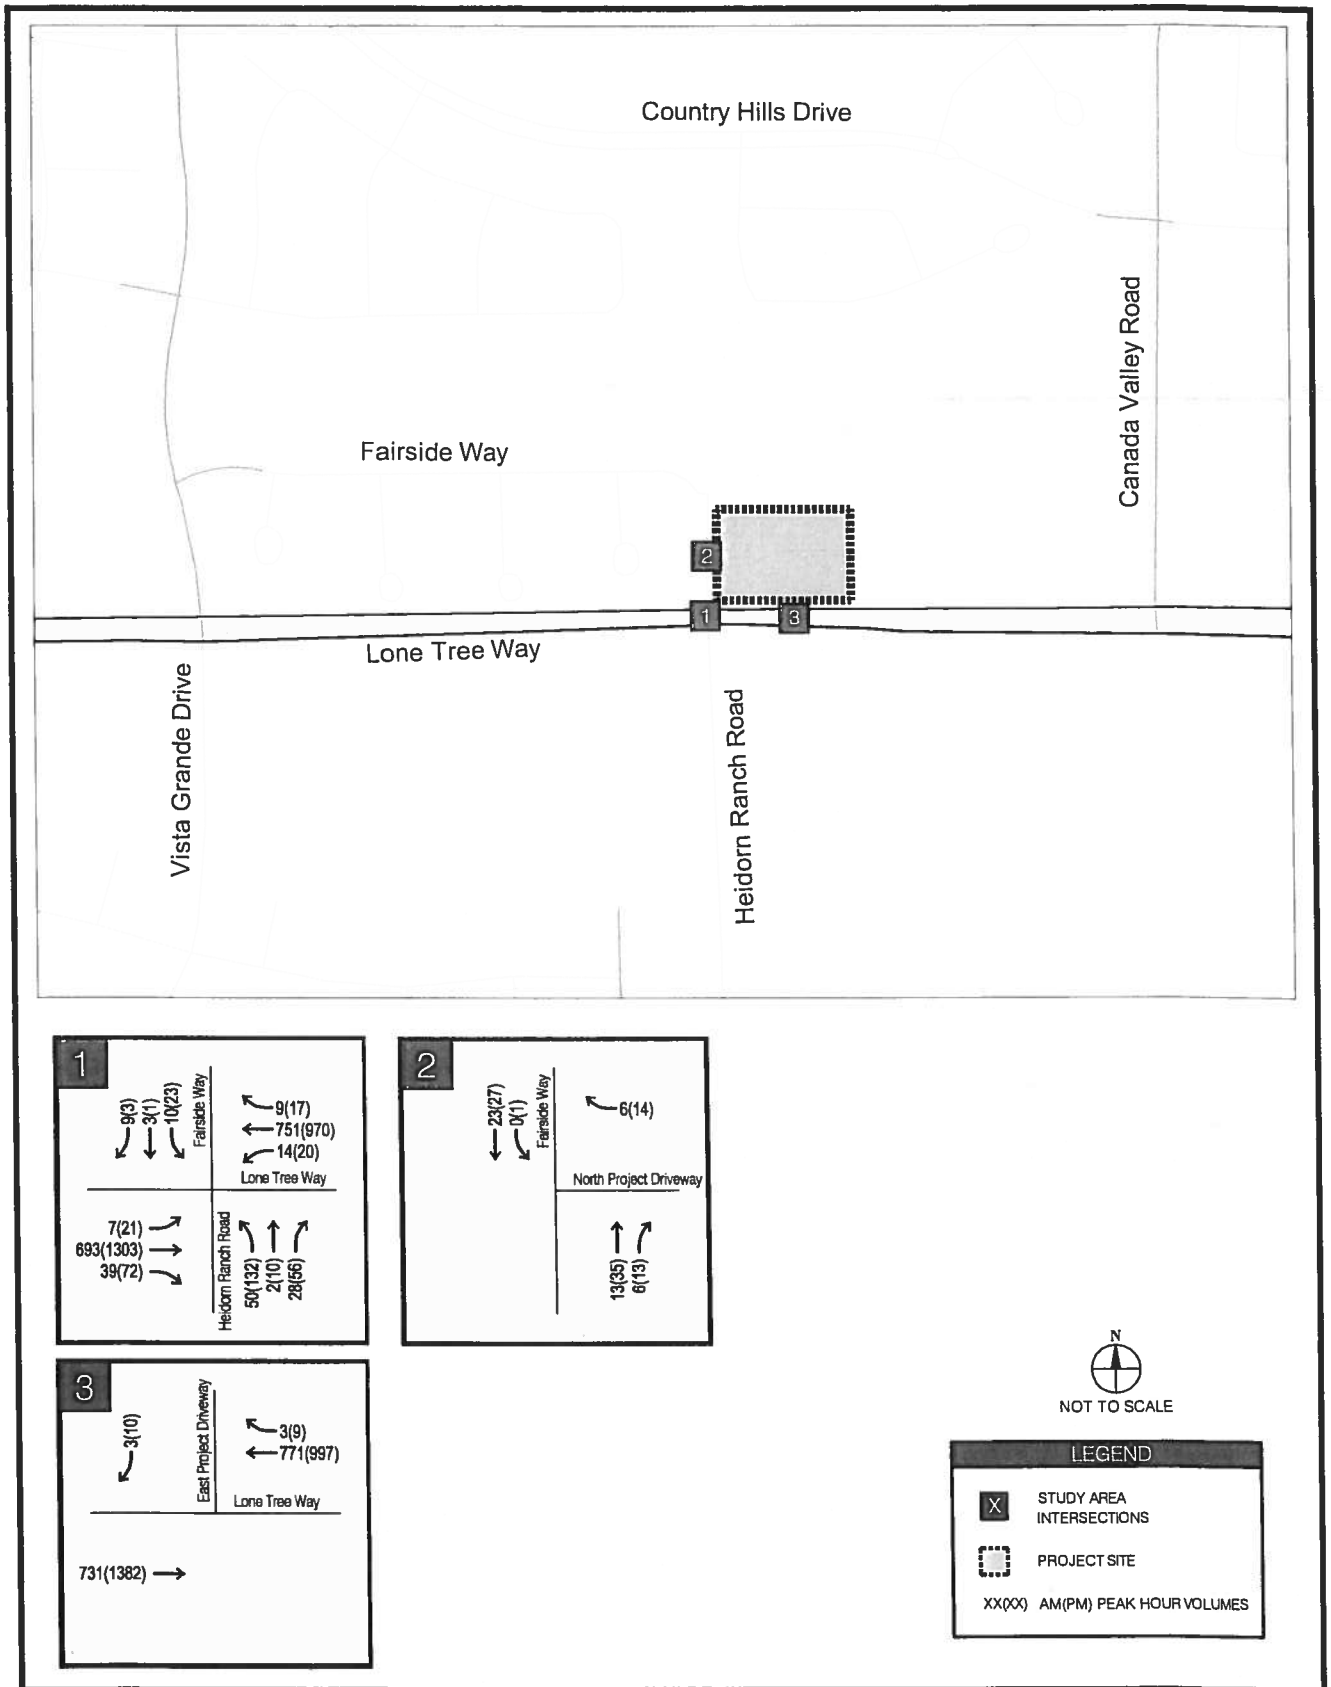 Country Hills Drive
Canada Valley Road
Fairside Way
2
1
3
Lone Tree Way
Vista Grande Drive
Heidorn Ranch Road
1
9(3)
3(1)
10(23)
Fairside Way
9(17)
751(970)
14(20)
Lone Tree Way
7(21)
693(1303)
39(72)
Heidorn Ranch Road
50(132)
2(10)
28(56)
2
23(27)
0(1)
Fairside Way
6(14)
North Project Driveway
13(35)
6(13)
3
3(10)
East Project Driveway
3(9)
771(997)
Lone Tree Way
731(1382)
N
NOT TO SCALE
LEGEND
X
STUDY AREA
INTERSECTIONS
PROJECT SITE
XX(XX) AM(PM) PEAK HOUR VOLUMES